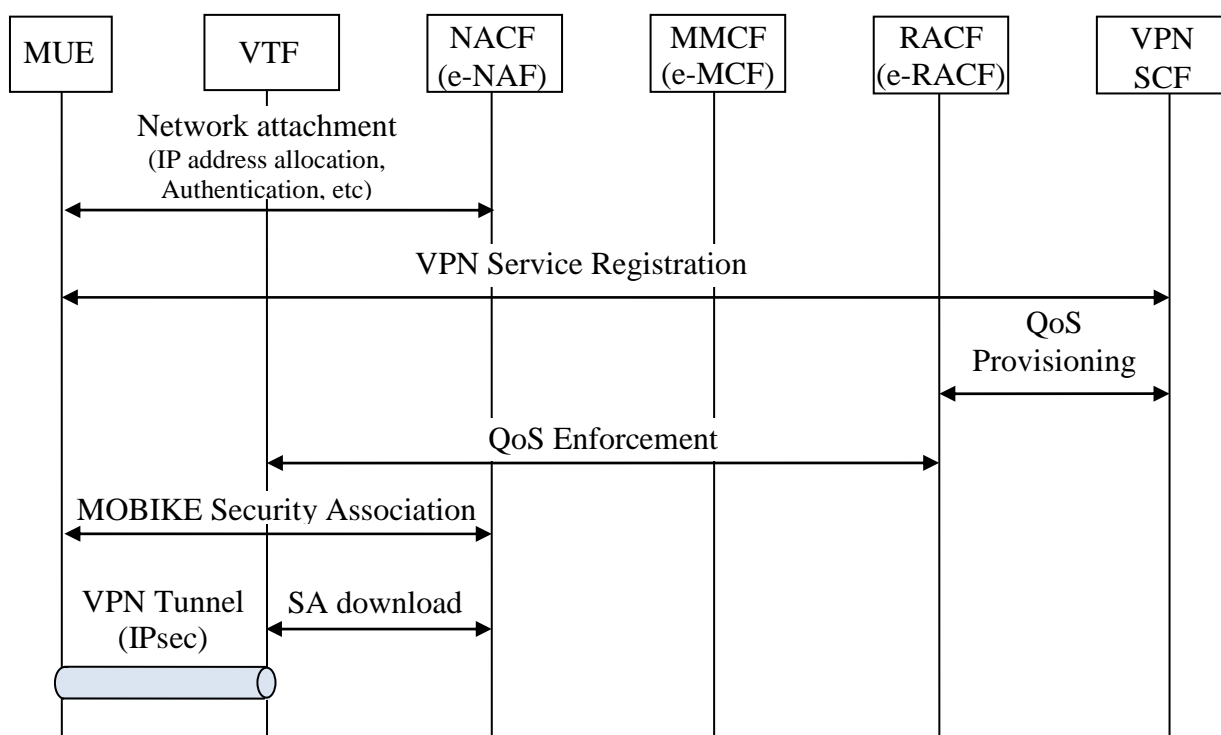 MUE
VTF
NACF
(e-NAF)
MMCF
(e-MCF)
RACF
(e-RACF)
VPN
SCF
Network attachment
(IP address allocation,
Authentication, etc)
VPN Service Registration
QoS
Provisioning
QoS Enforcement
MOBIKE Security Association
VPN Tunnel
(IPsec)
SA download